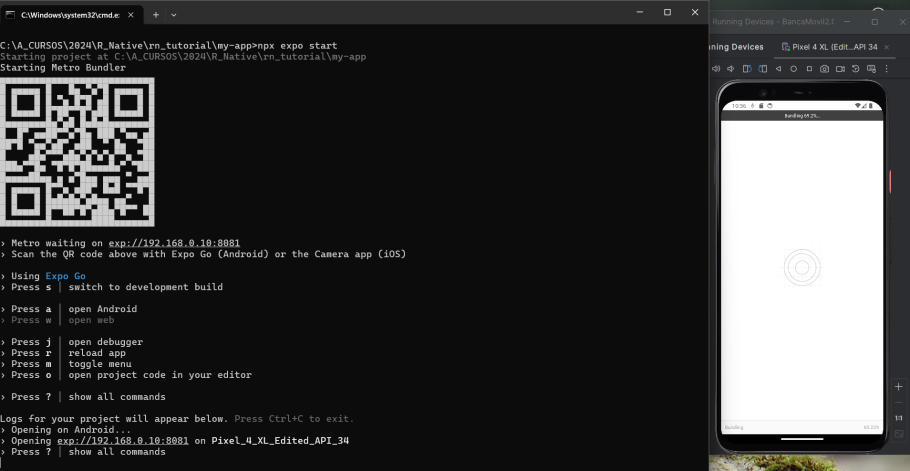 C:\Windows\system32\cmd.e:
C:\A_CURSOS\2024\R_Native\rn_tutorial\my-app>npx expo start
Starting project at C:\A_CURSOS\2024\R_Native\rn_tutorial\my-app
Starting Metro Bundler
› Metro waiting on exp://192.168.0.10:8081
› Scan the QR code above with Expo Go (Android) or the Camera app (iOS)
› Using Expo Go
› Press s │ switch to development build
› Press a │ open Android
› Press w │ open web
› Press j │ open debugger
› Press r │ reload app
› Press m │ toggle menu
› Press o │ open project code in your editor
› Press ? │ show all commands
Logs for your project will appear below. Press Ctrl+C to exit.
› Opening on Android...
› Opening exp://192.168.0.10:8081 on Pixel_4_XL_Edited_API_34
› Press ? │ show all commands
Running Devices - BancaMovil2.0
nning Devices
Pixel 4 XL (Edit...API 34
10:36
Bundling 69.2%...
Bundling
1:1